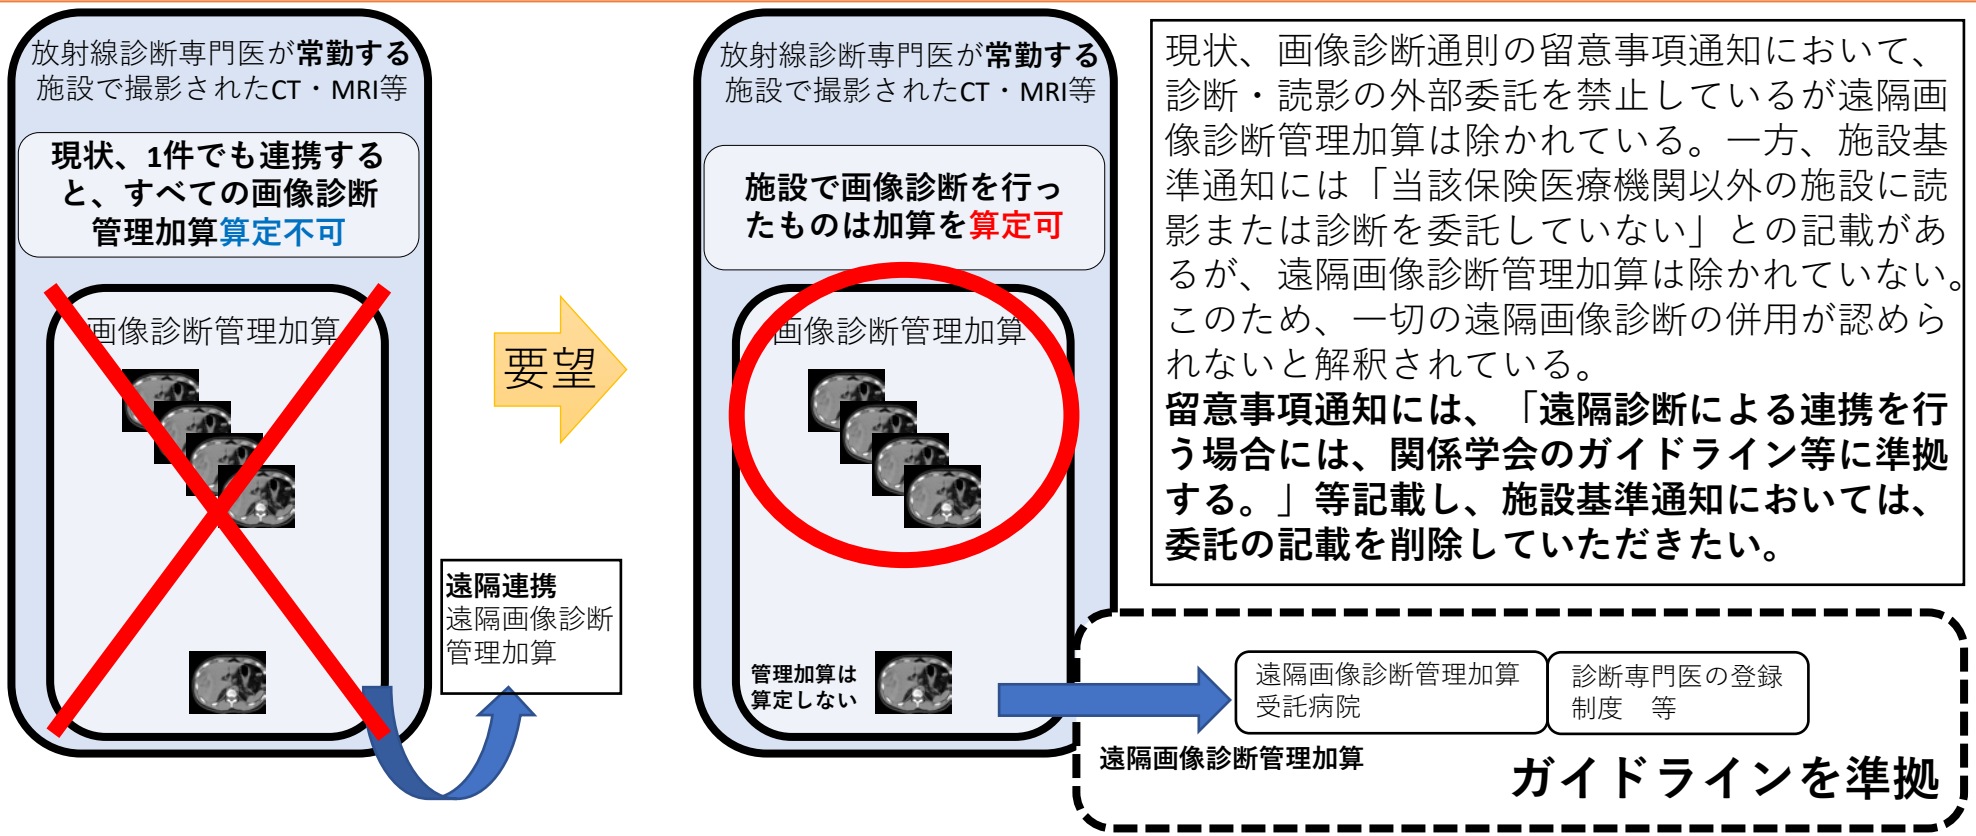 放射線診断専門医が常勤する
施設で撮影されたCT・MRI等
現状、1件でも連携する
と、すべての画像診断
管理加算算定不可
画像診断管理加算
遠隔連携
遠隔画像診断
管理加算
要望
放射線診断専門医が常勤する
施設で撮影されたCT・MRI等
施設で画像診断を行っ
たものは加算を算定可
画像診断管理加算
管理加算は
算定しない
現状、画像診断通則の留意事項通知において、
診断・読影の外部委託を禁止しているが遠隔画
像診断管理加算は除かれている。一方、施設基
準通知には「当該保険医療機関以外の施設に読
影または診断を委託していない」との記載があ
るが、遠隔画像診断管理加算は除かれていない。
このため、一切の遠隔画像診断の併用が認めら
れないと解釈されている。
留意事項通知には、「遠隔診断による連携を行
う場合には、関係学会のガイドライン等に準拠
する。」等記載し、施設基準通知においては、
委託の記載を削除していただきたい。
遠隔画像診断管理加算
受託病院
診断専門医の登録
制度　等
遠隔画像診断管理加算
ガイドラインを準拠